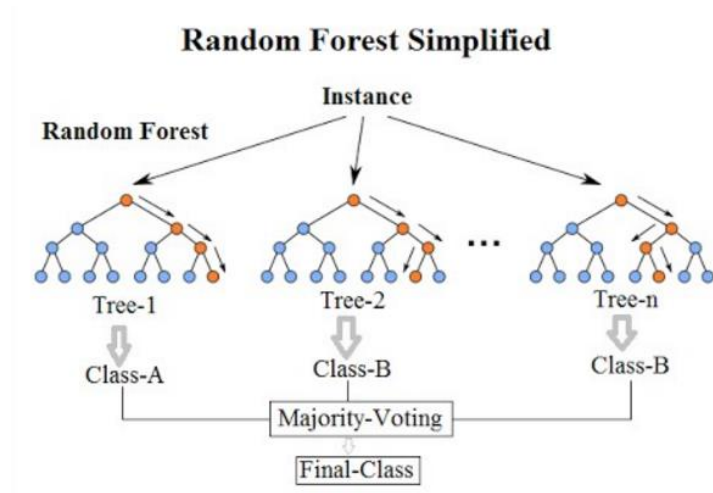 Random Forest Simplified
Instance
Random Forest
...
Tree-1 Tree-2 Tree-n
Class-A Class-B Class-B
Majority-Voting
Final-Class